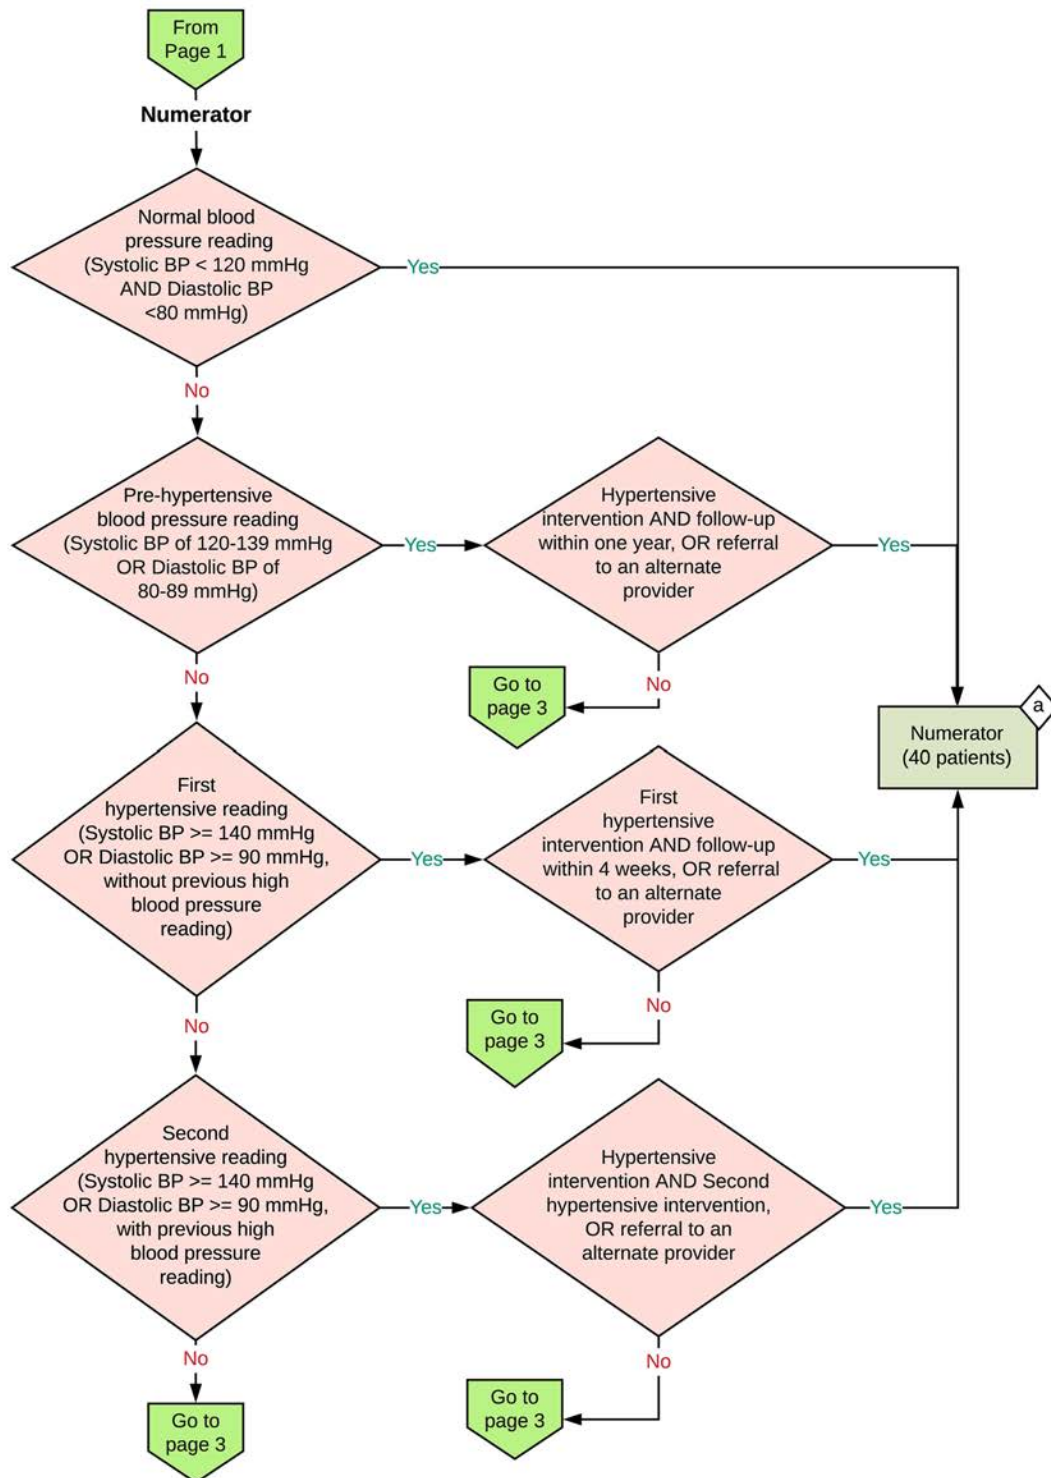 From
Page 1
Numerator
Normal blood
pressure reading
(Systolic BP < 120 mmHg
AND Diastolic BP
<80 mmHg)
Yes
No
Pre-hypertensive
blood pressure reading
(Systolic BP of 120-139 mmHg
OR Diastolic BP of
80-89 mmHg)
Yes
Hypertensive
intervention AND follow-up
within one year, OR referral
to an alternate
provider
Yes
No
No
Go to
page 3
a
Numerator
(40 patients)
First
hypertensive reading
(Systolic BP >= 140 mmHg
OR Diastolic BP >= 90 mmHg,
without previous high
blood pressure
reading)
Yes
First
hypertensive
intervention AND follow-up
within 4 weeks, OR referral
to an alternate
provider
Yes
No
No
Go to
page 3
Second
hypertensive reading
(Systolic BP >= 140 mmHg
OR Diastolic BP >= 90 mmHg,
with previous high
blood pressure
reading)
Yes
Hypertensive
intervention AND Second
hypertensive intervention,
OR referral to an
alternate provider
Yes
No
No
Go to
page 3
Go to
page 3